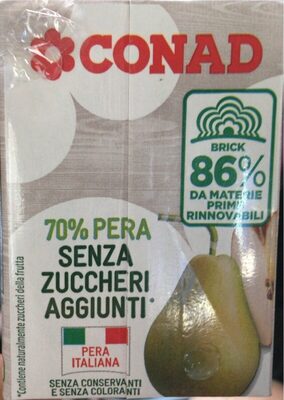 CONAD
BRICK
86%
DA MATERIE
PRIME
RINNOVABILI
70% PERA
SENZA
ZUCCHERI
AGGIUNTI*
PERA
ITALIANA
SENZA CONSERVANTI
E SENZA COLORANTI
*Contiene naturalmente zuccheri della frutta